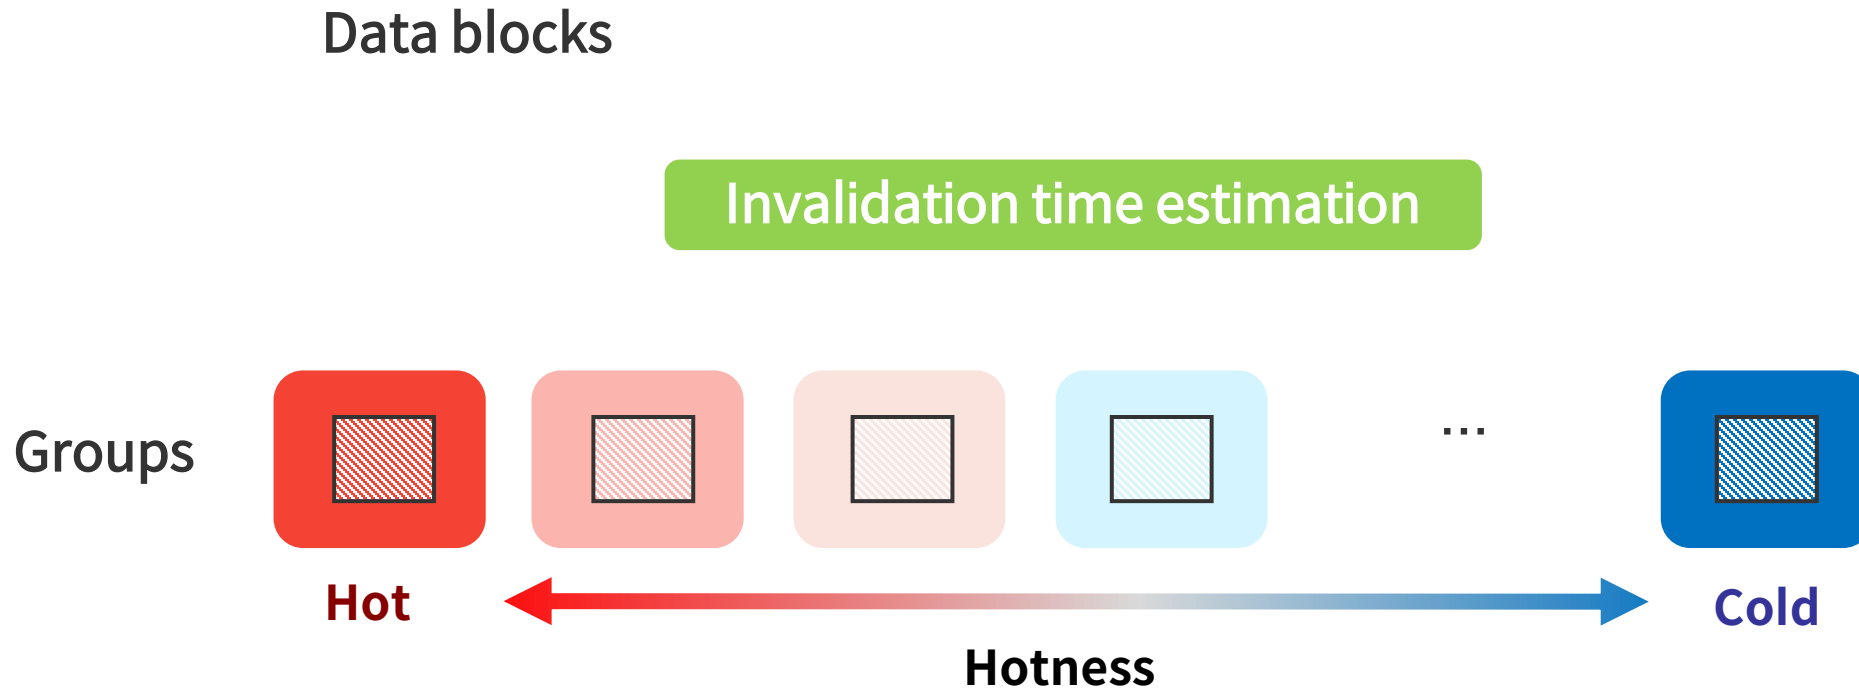 Data blocks
Invalidation time estimation
Groups
...
Hot
Cold
Hotness